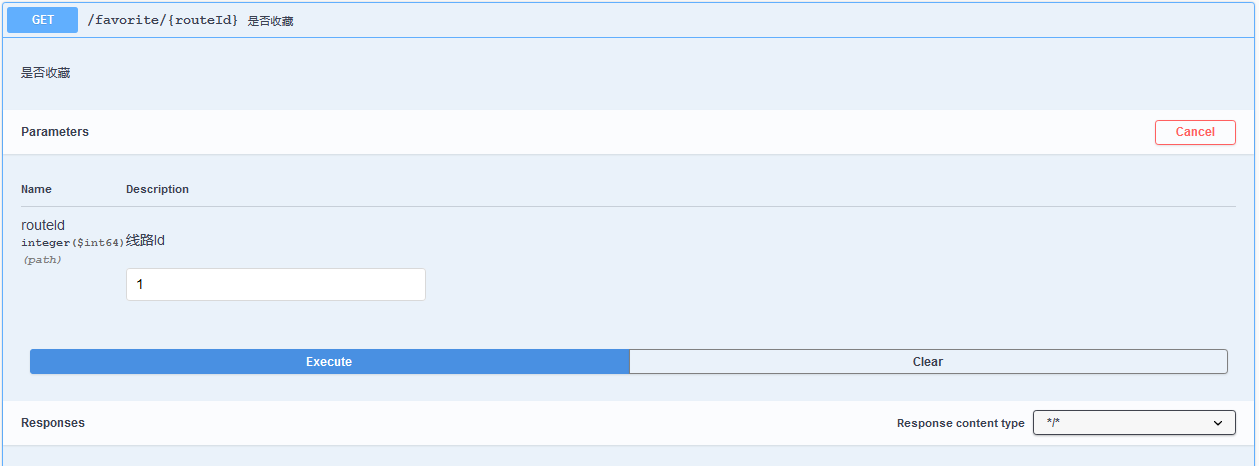 GET /favorite/{routeId} 是否收藏
是否收藏
Parameters Cancel
Name Description
routeId
integer($int64) 线路Id
(path)
1
Execute Clear
Responses Response content type */*